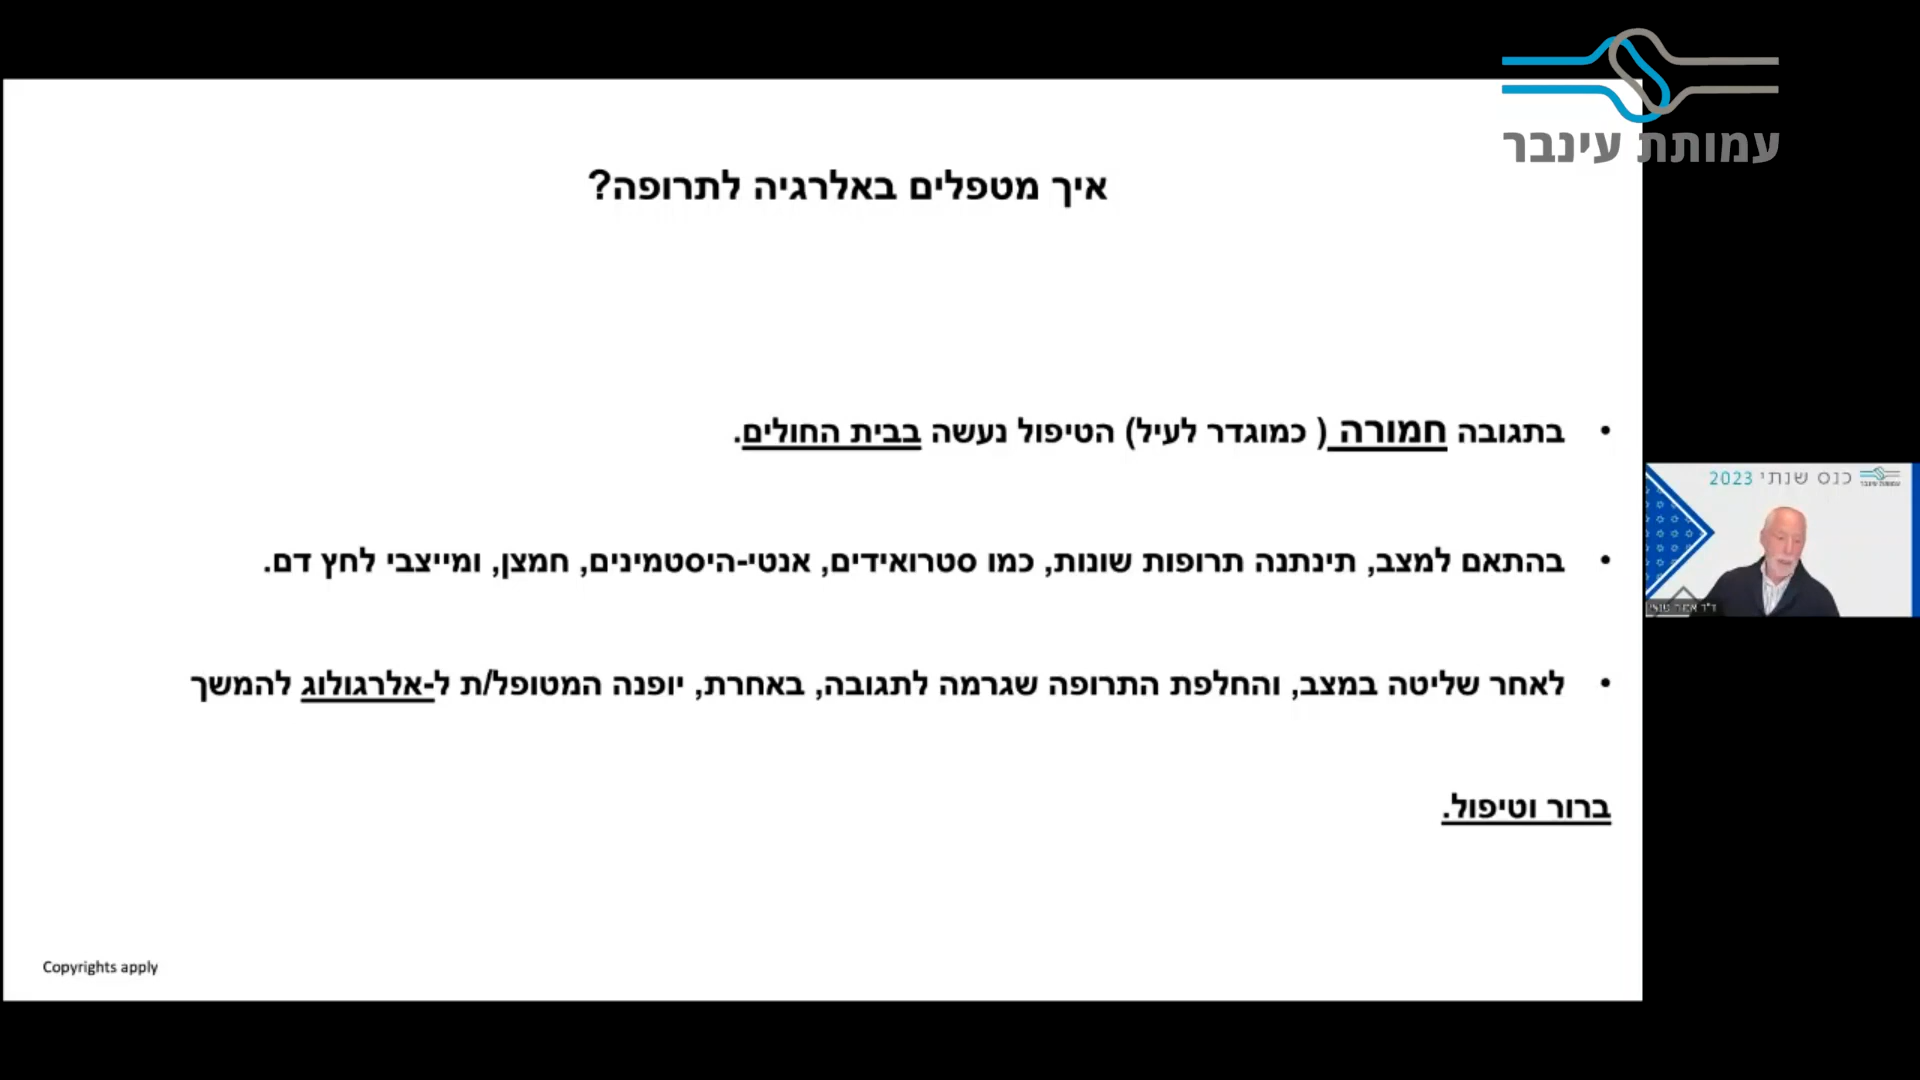 עמותת עינבר
איך מטפלים באלרגיה לתרופה?
• בתגובה חמורה ( כמוגדר לעיל) הטיפול נעשה בבית החולים.
• בהתאם למצב, תינתנה תרופות שונות, כמו סטרואידים, אנטי-היסטמינים, חמצן, ומייצבי לחץ דם.
• לאחר שליטה במצב, והחלפת התרופה שגרמה לתגובה, באחרת, יופנה המטופל/ת ל-אלרגולוג להמשך
ברור וטיפול.
Copyrights apply
עמותת עינבר
כנס שנתי 2023
ד"ר